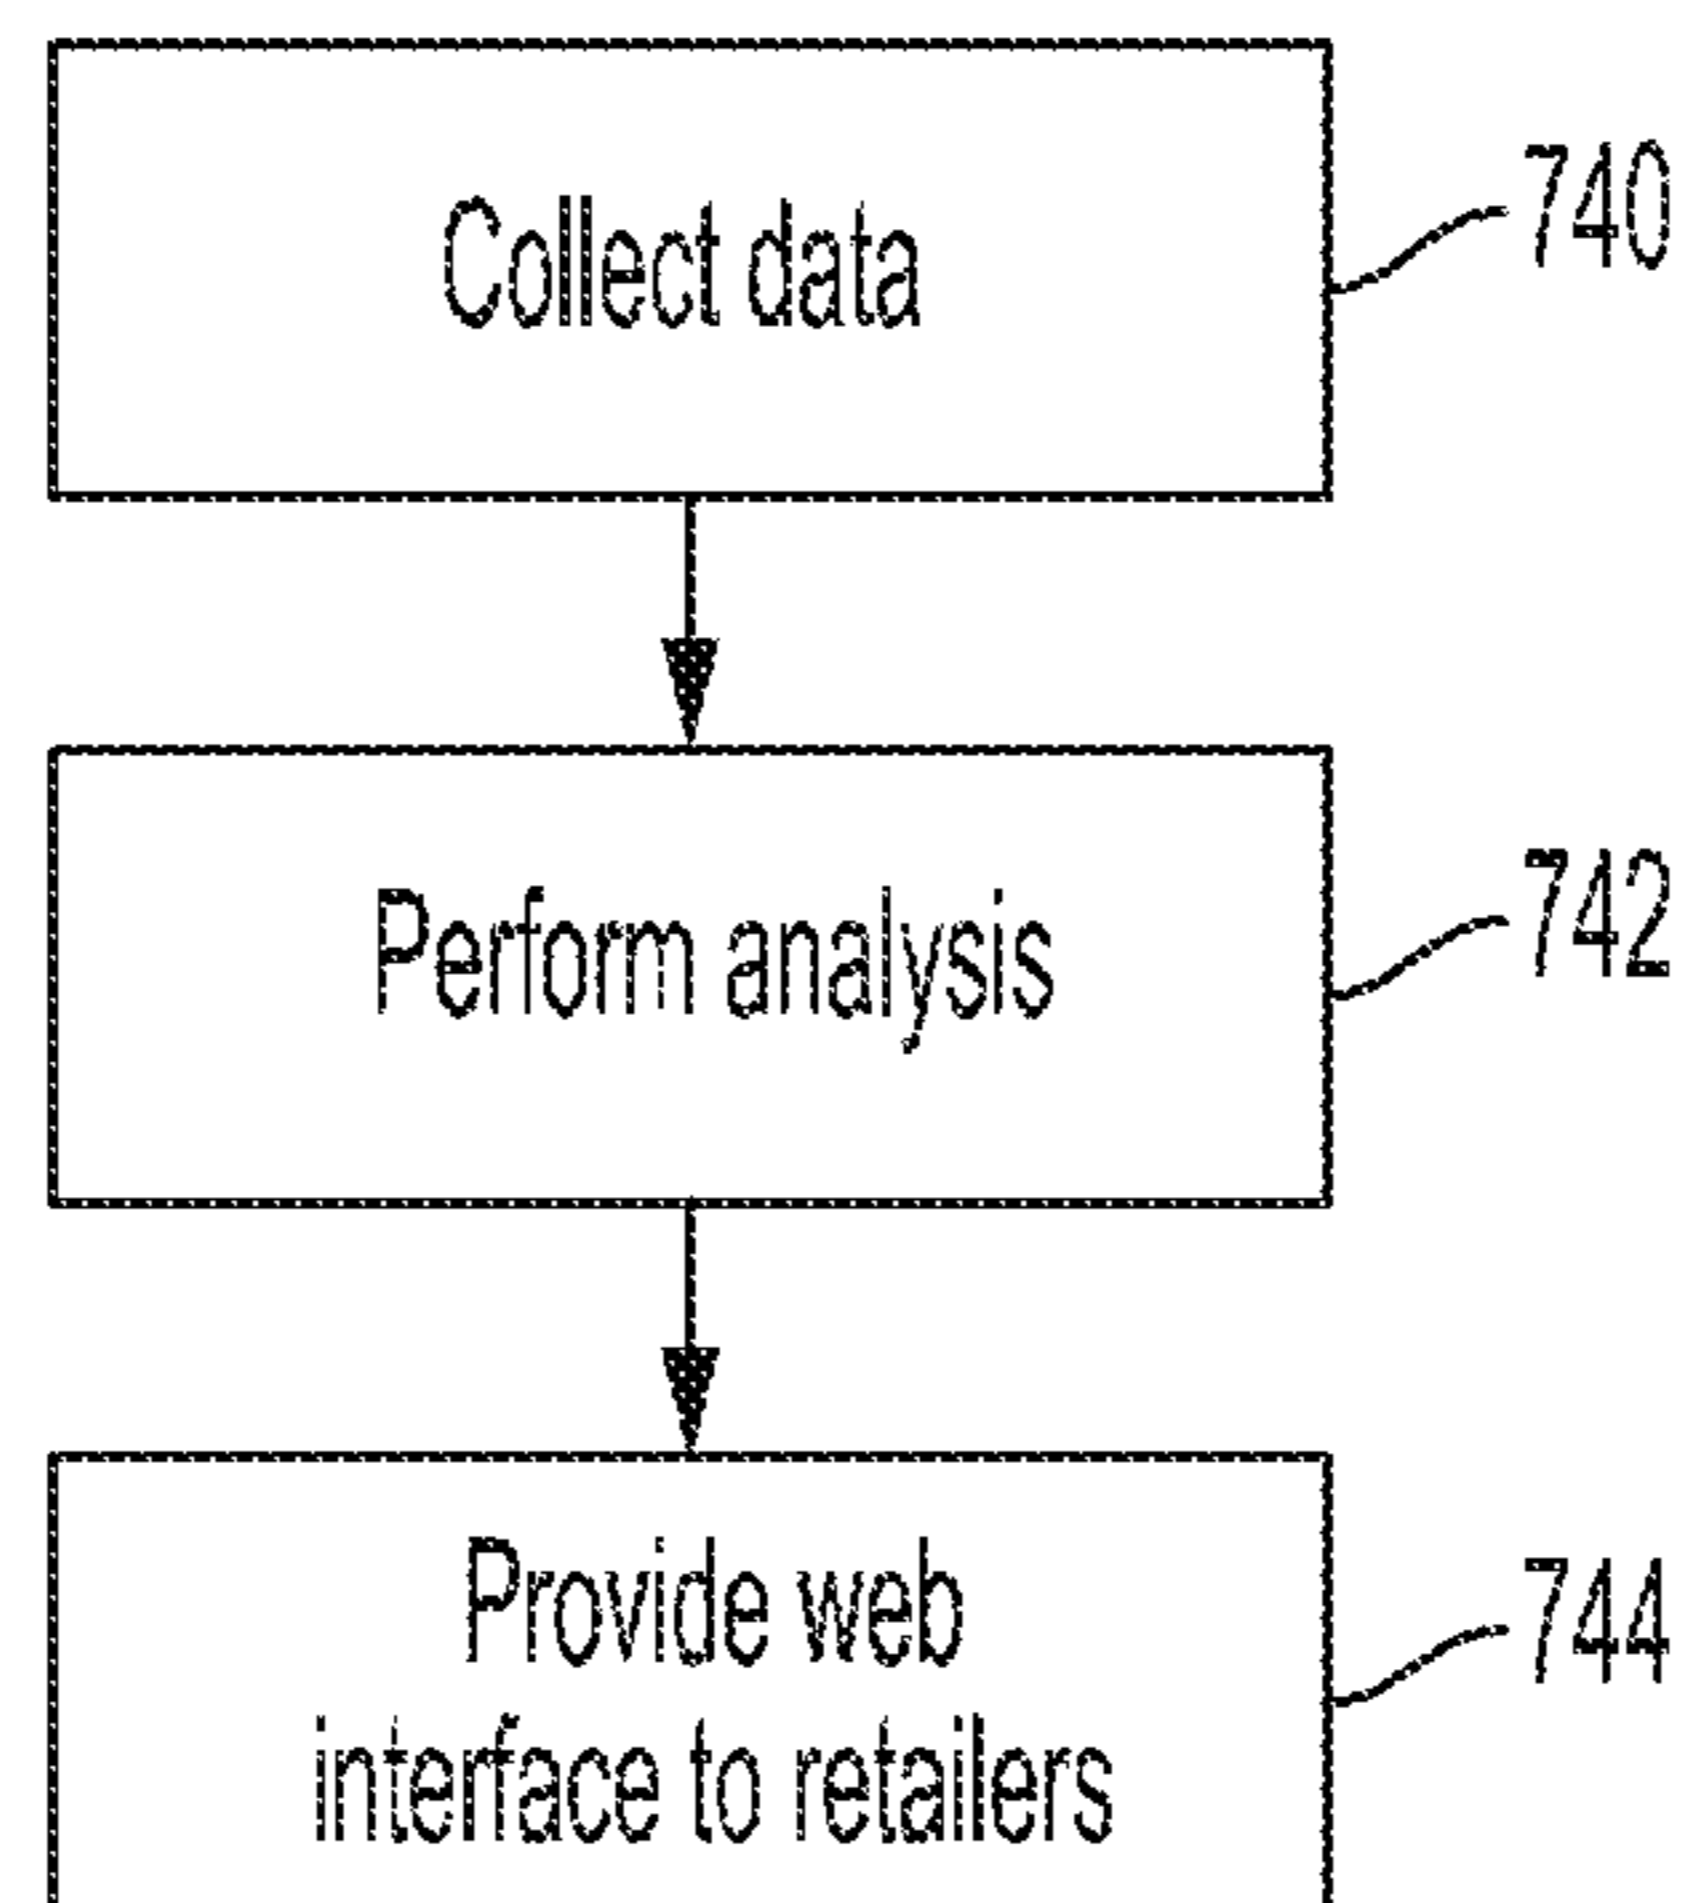 Collect data
740
Perform analysis
742
Provide web
interface to retailers
744